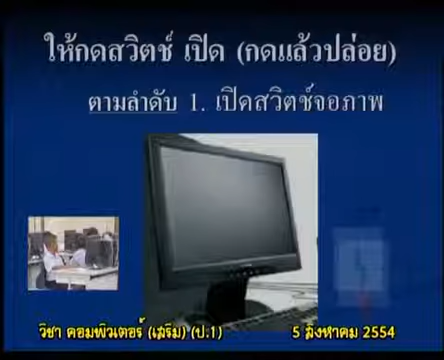 ให้กดสวิตช์ เปิด (กดแล้วปล่อย)
ตามลำดับ 1. เปิดสวิตช์จอภาพ
วิชา คอมพิวเตอร์ (เสริม) (ป.1)
5 สิงหาคม 2554